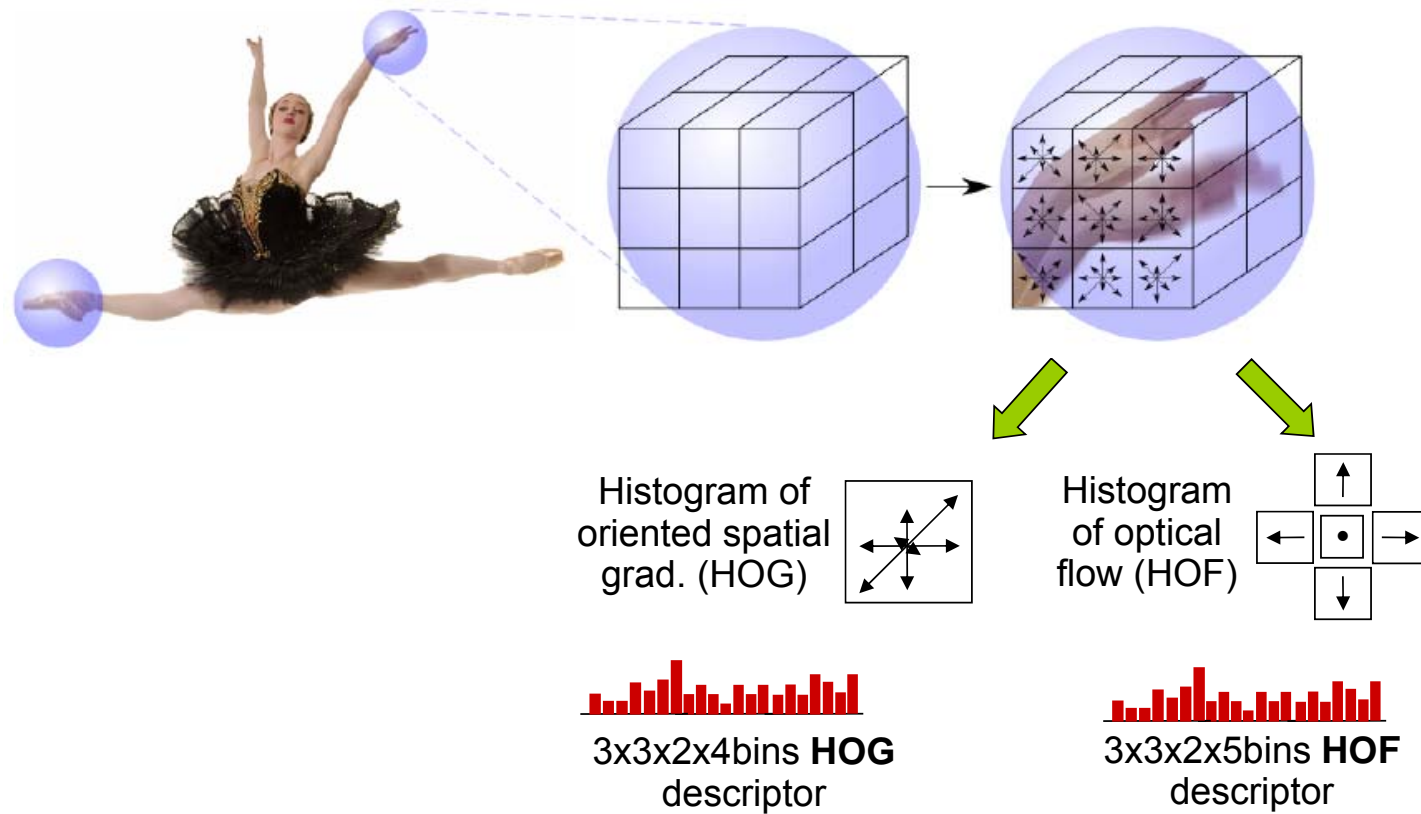 Histogram of
oriented spatial
grad. (HOG)
Histogram
of optical
flow (HOF)
3x3x2x4bins HOG
descriptor
3x3x2x5bins HOF
descriptor